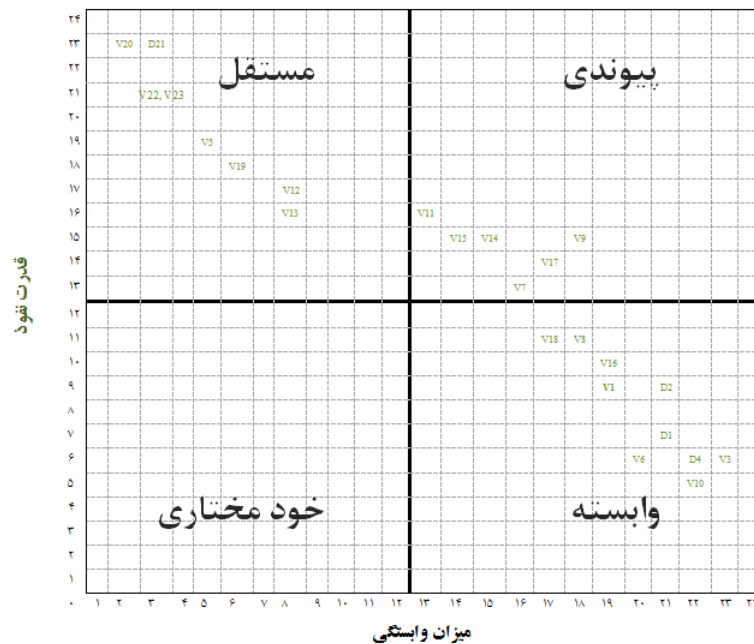 ۲۴
۲۳ V20 D21
۲۲ مستقل پیوندی
۲۱ V22, V23
۲۰
۱۹ V5
۱۸ V19
۱۷ V12
۱۶ V13 V11
۱۵ V15 V14 V9
۱۴ V17
۱۳ V7
قدرت نفوذ
۱۲
۱۱ V18 V8
۱۰ V16
۹ V1 D2
۸
۷ D1
۶ V6 D4 V3
۵ V10
۴ خود مختاری وابسته
۳
۲
۱
۰ ۱ ۲ ۳ ۴ ۵ ۶ ۷ ۸ ۹ ۱۰ ۱۱ ۱۲ ۱۳ ۱۴ ۱۵ ۱۶ ۱۷ ۱۸ ۱۹ ۲۰ ۲۱ ۲۲ ۲۳
میزان وابستگی